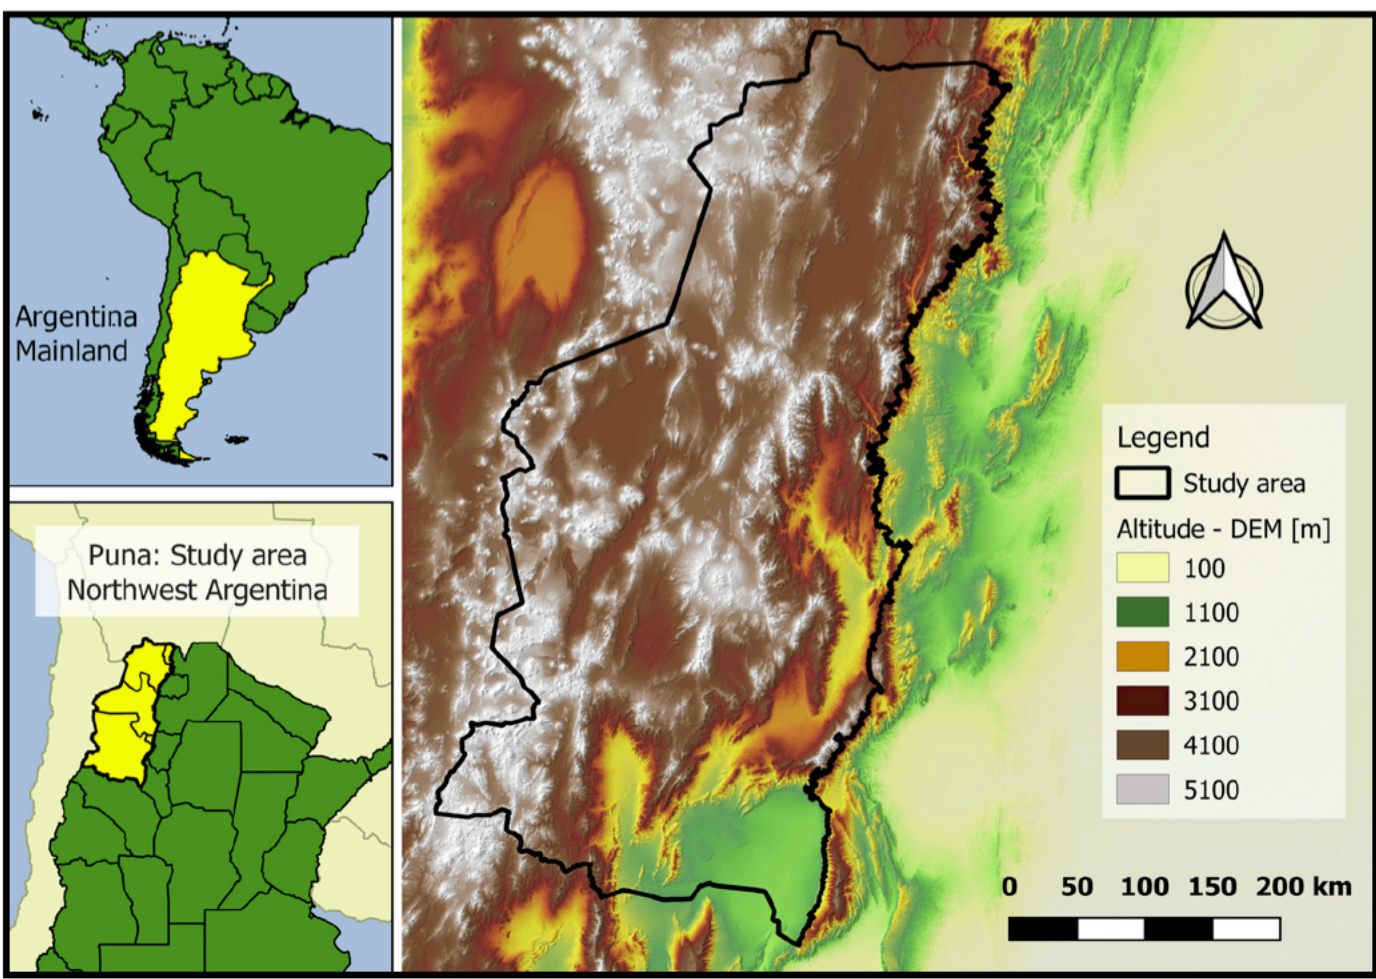 Argentina
Mainland
Puna: Study area
Northwest Argentina
Legend
Study area
Altitude - DEM [m]
100
1100
2100
3100
4100
5100
0 50 100 150 200 km